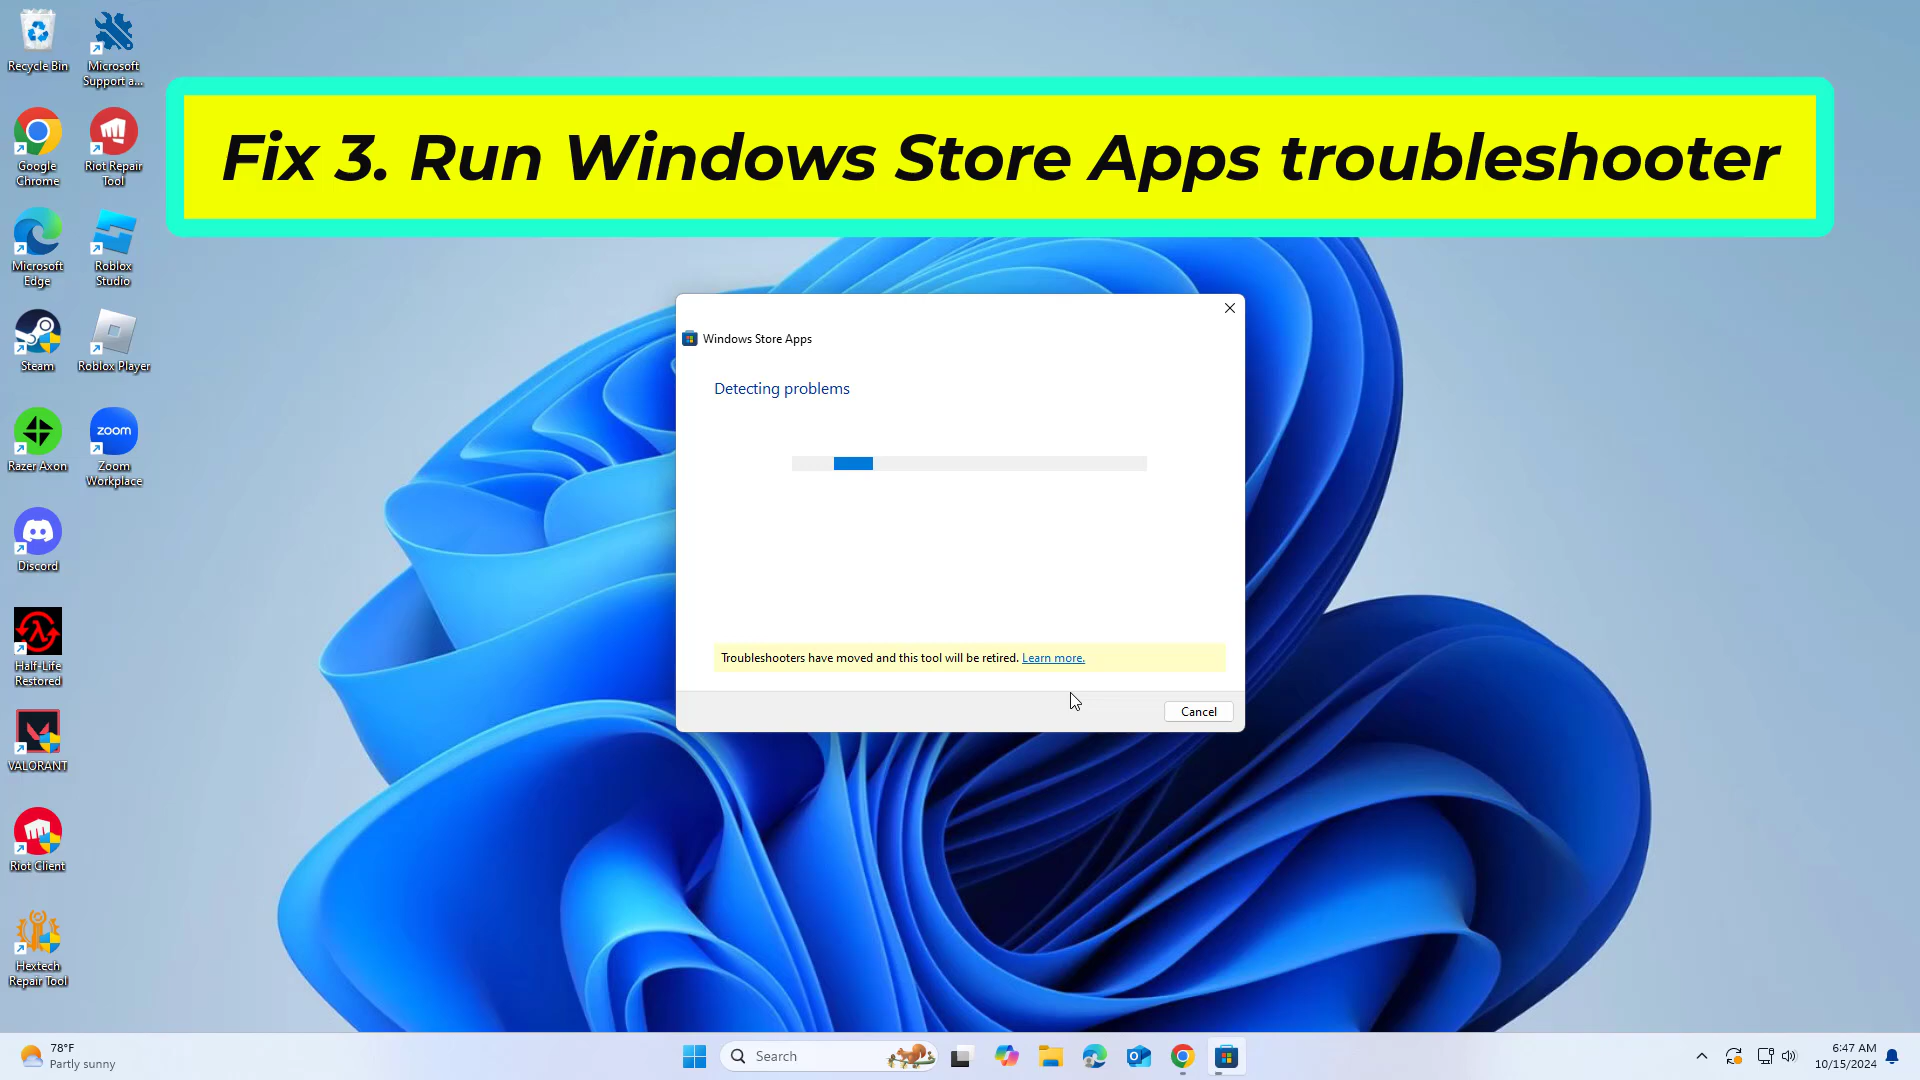 Recycle Bin
Microsoft
Support a...
Google
Chrome
Riot Repair
Tool
Microsoft
Edge
Roblox
Studio
Steam
Roblox Player
Razer Axon
zoom
Zoom
Workplace
Discord
Half-Life
Restored
VALORANT
Riot Client
Hextech
Repair Tool
Fix 3. Run Windows Store Apps troubleshooter
Windows Store Apps
Detecting problems
Troubleshooters have moved and this tool will be retired. Learn more.
Cancel
78°F
Partly sunny
Search
6:47 AM
10/15/2024